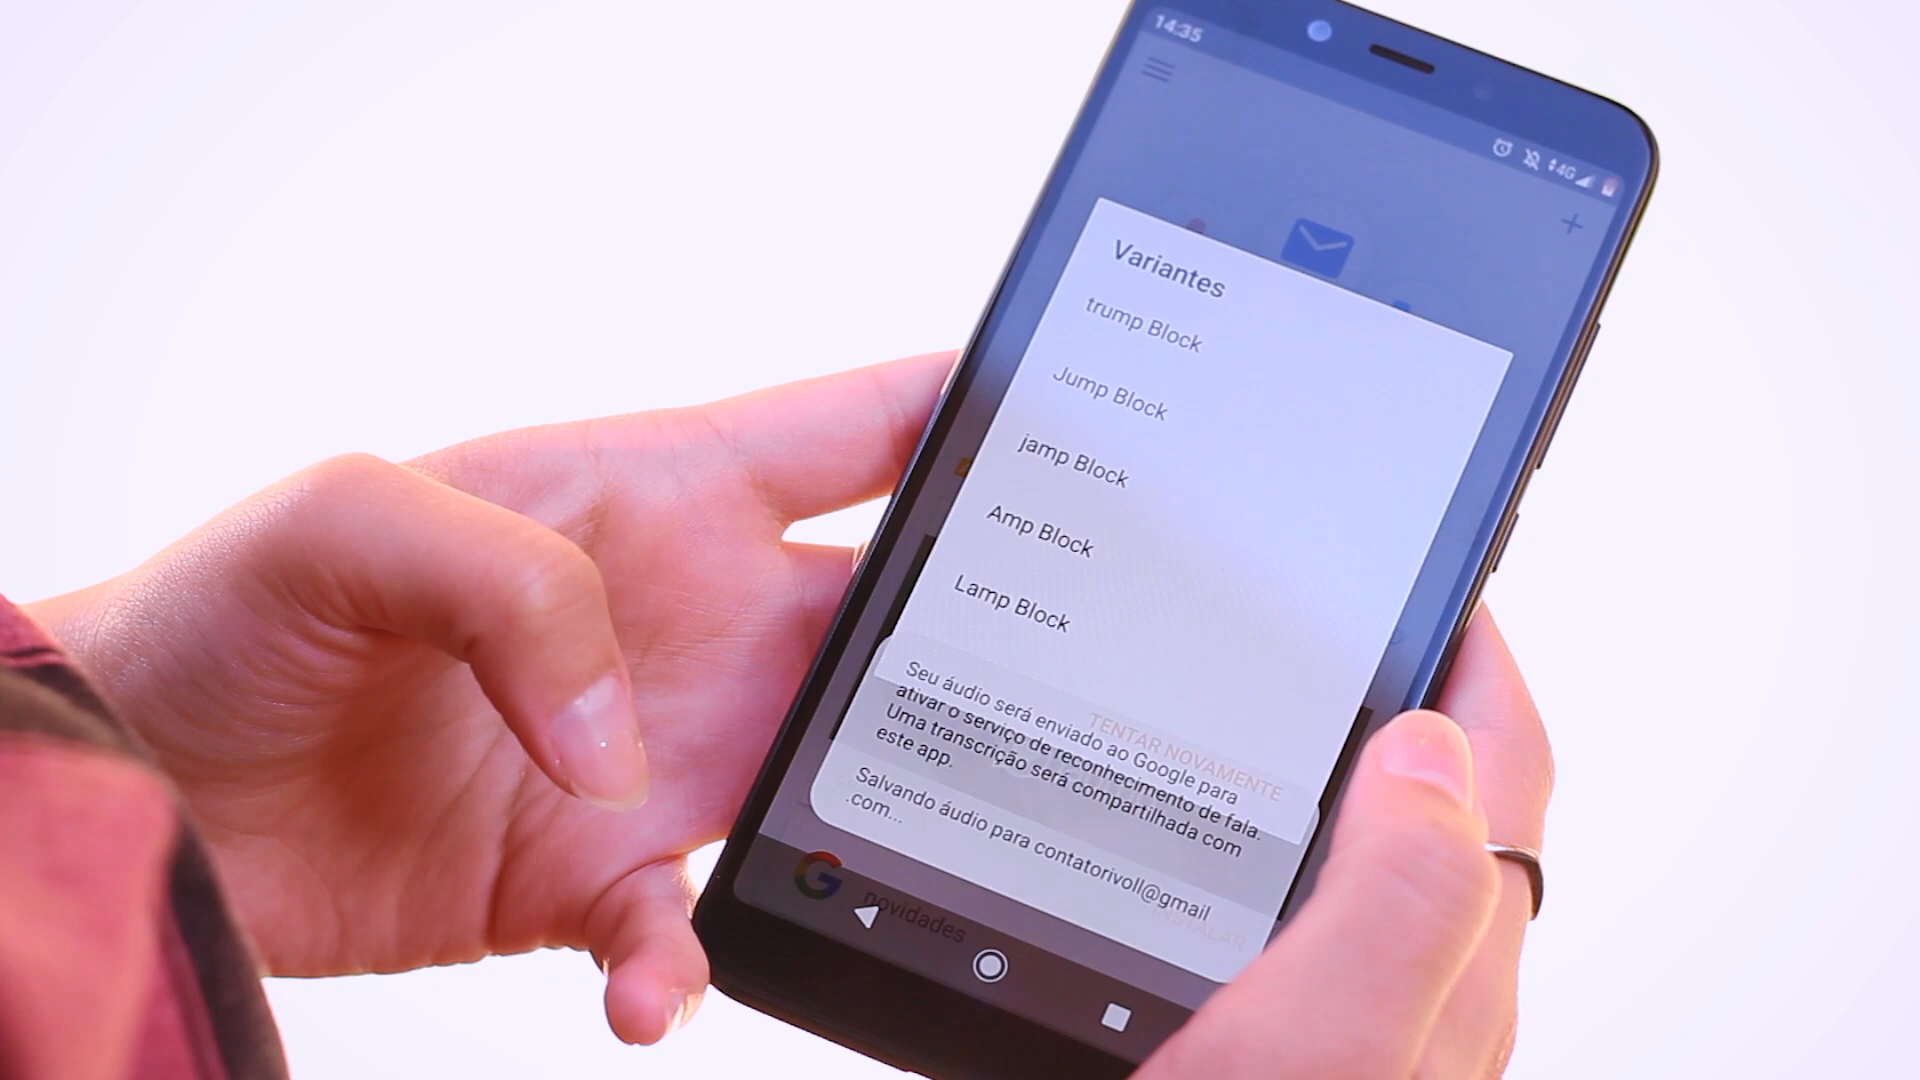 14:35
4G
Variantes
trump Block
Jump Block
jamp Block
Amp Block
Lamp Block
TENTAR NOVAMENTE
Seu áudio será enviado ao Google para
ativar o serviço de reconhecimento de fala.
Uma transcrição será compartilhada com
este app.
Salvando áudio para contatorivoll@gmail
.com...
INSTALAR
G
novidades